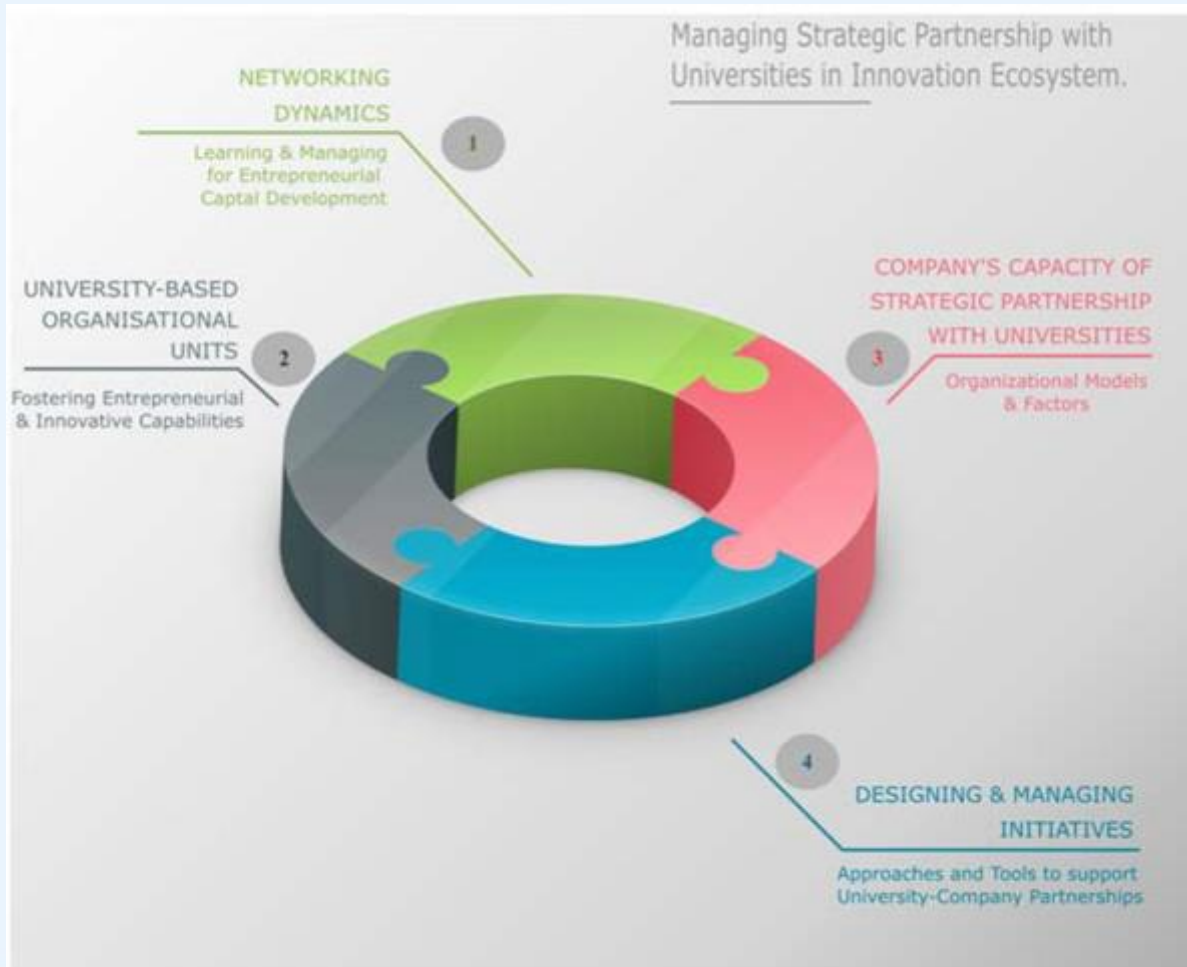 Managing Strategic Partnership with
Universities in Innovation Ecosystem.
NETWORKING
DYNAMICS
1
Learning & Managing
for Entrepreneurial
Captal Development
UNIVERSITY-BASED
ORGANISATIONAL
UNITS
2
Fostering Entrepreneurial
& Innovative Capabilities
COMPANY'S CAPACITY OF
STRATEGIC PARTNERSHIP
WITH UNIVERSITIES
3
Organizational Models
& Factors
4
DESIGNING & MANAGING
INITIATIVES
Approaches and Tools to support
University-Company Partnerships